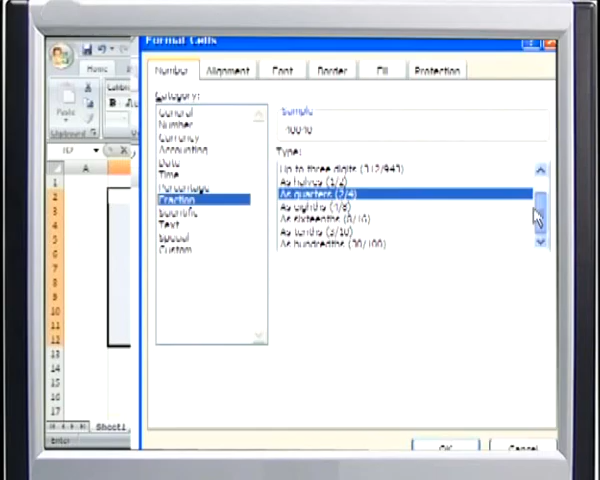 Format Cells
Home
Number
Alignment
Font
Border
Fill
Protection
Category:
Sample
Paste
Calibri
B
General
Number
Currency
Accounting
Date
Time
Percentage
Fraction
Scientific
Text
Special
Custom
Clipboard
Type:
Up to three digits (312/943)
As halves (1/2)
As quarters (2/4)
As eighths (4/8)
As sixteenths (8/16)
As tenths (3/10)
As hundredths (30/100)
A
1
2
3
4
5
6
7
8
9
10
11
12
13
14
15
16
17
Sheet1
Enter
OK
Cancel